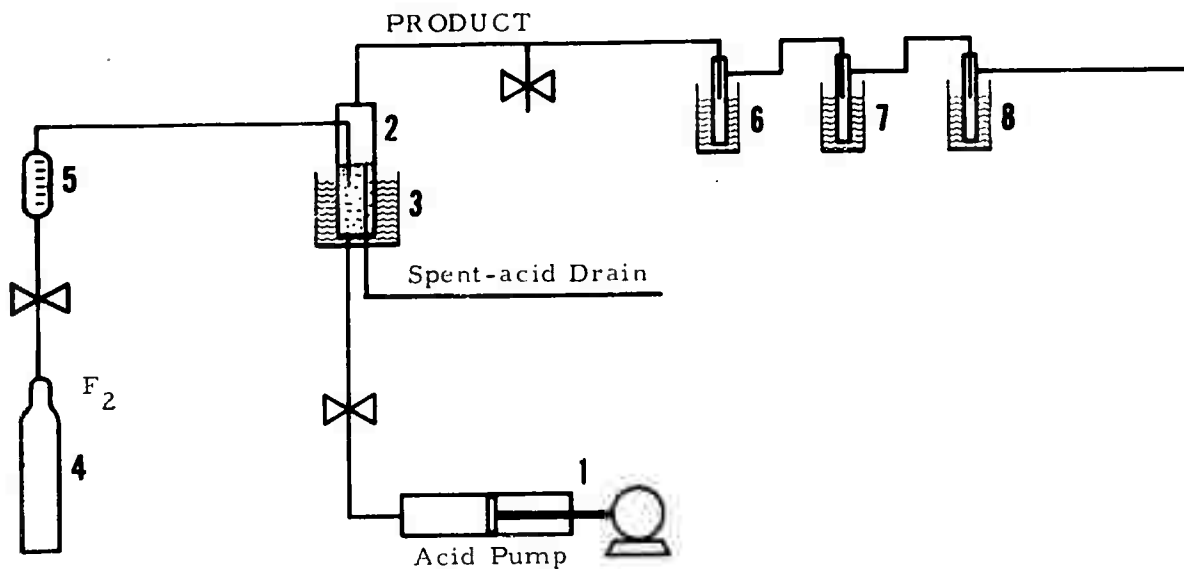 PRODUCT
2
6
7
8
5
3
Spent-acid Drain
F₂
4
1
Acid Pump